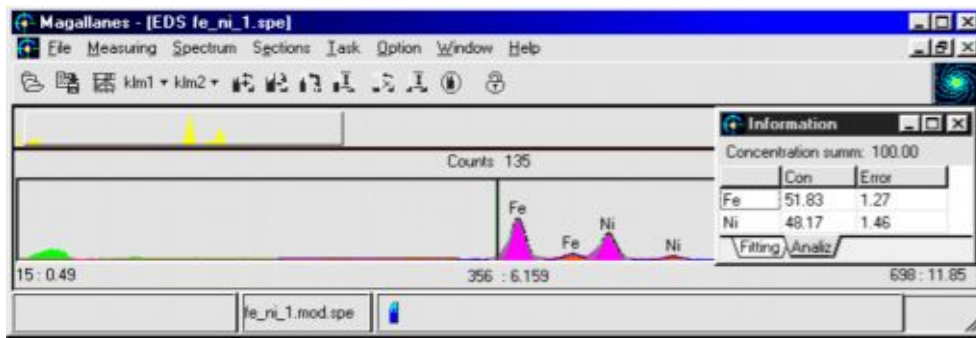 Magallanes - [EDS fe_ni_1.spe]
File Measuring Spectrum Sections Task Option Window Help
klm1 klm2
Information
Concentration summ: 100.00
Counts 135
Con Error
Fe 51.83 1.27
Ni 48.17 1.46
Fitting Analiz
Fe Fe Ni Ni
15 : 0.49 356 : 6.159 698 : 11.85
fe_ni_1.mod.spe